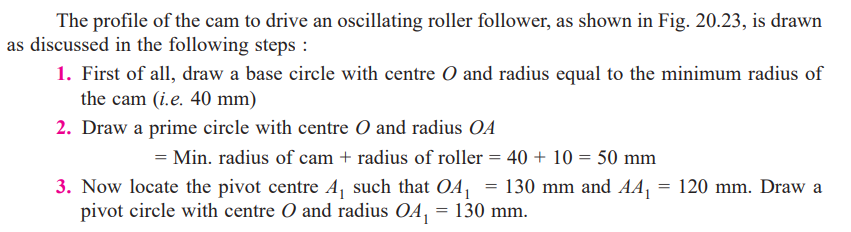 The profile of the cam to drive an oscillating roller follower, as shown in Fig. 20.23, is drawn
as discussed in the following steps :
1. First of all, draw a base circle with centre O and radius equal to the minimum radius of
the cam (i.e. 40 mm)
2. Draw a prime circle with centre O and radius OA
= Min. radius of cam + radius of roller = 40 + 10 = 50 mm
3. Now locate the pivot centre A₁ such that OA₁ = 130 mm and AA₁ = 120 mm. Draw a
pivot circle with centre O and radius OA₁ = 130 mm.